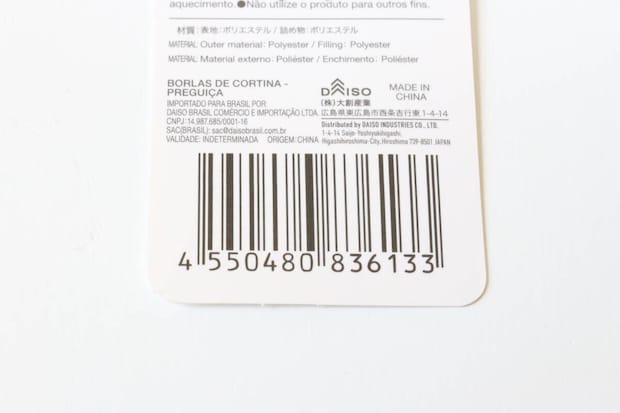 aquecimento.●Não utilize o produto para outros fins.
材質：表地：ポリエステル / 詰め物：ポリエステル
MATERIAL: Outer material: Polyester / Filling: Polyester
MATERIAL: Material externo: Poliéster / Enchimento: Poliéster
BORLAS DE CORTINA -
PREGUIÇA
IMPORTADO PARA BRASIL POR
DAISO BRASIL COMÉRCIO E IMPORTAÇÃO LTDA.
CNPJ: 14.987.685/0001-16
SAC(BRASIL): sac@daisobrasil.com.br
VALIDADE: INDETERMINADA ORIGEM:CHINA
DAISO
MADE IN
CHINA
(株)大創産業
広島県東広島市西条吉行東1-4-14
Distributed by DAISO INDUSTRIES CO., LTD.
1-4-14 Saijo-Yoshiyukihigashi,
Higashihiroshima-City, Hiroshima 739-8501 JAPAN
4 550480 836133